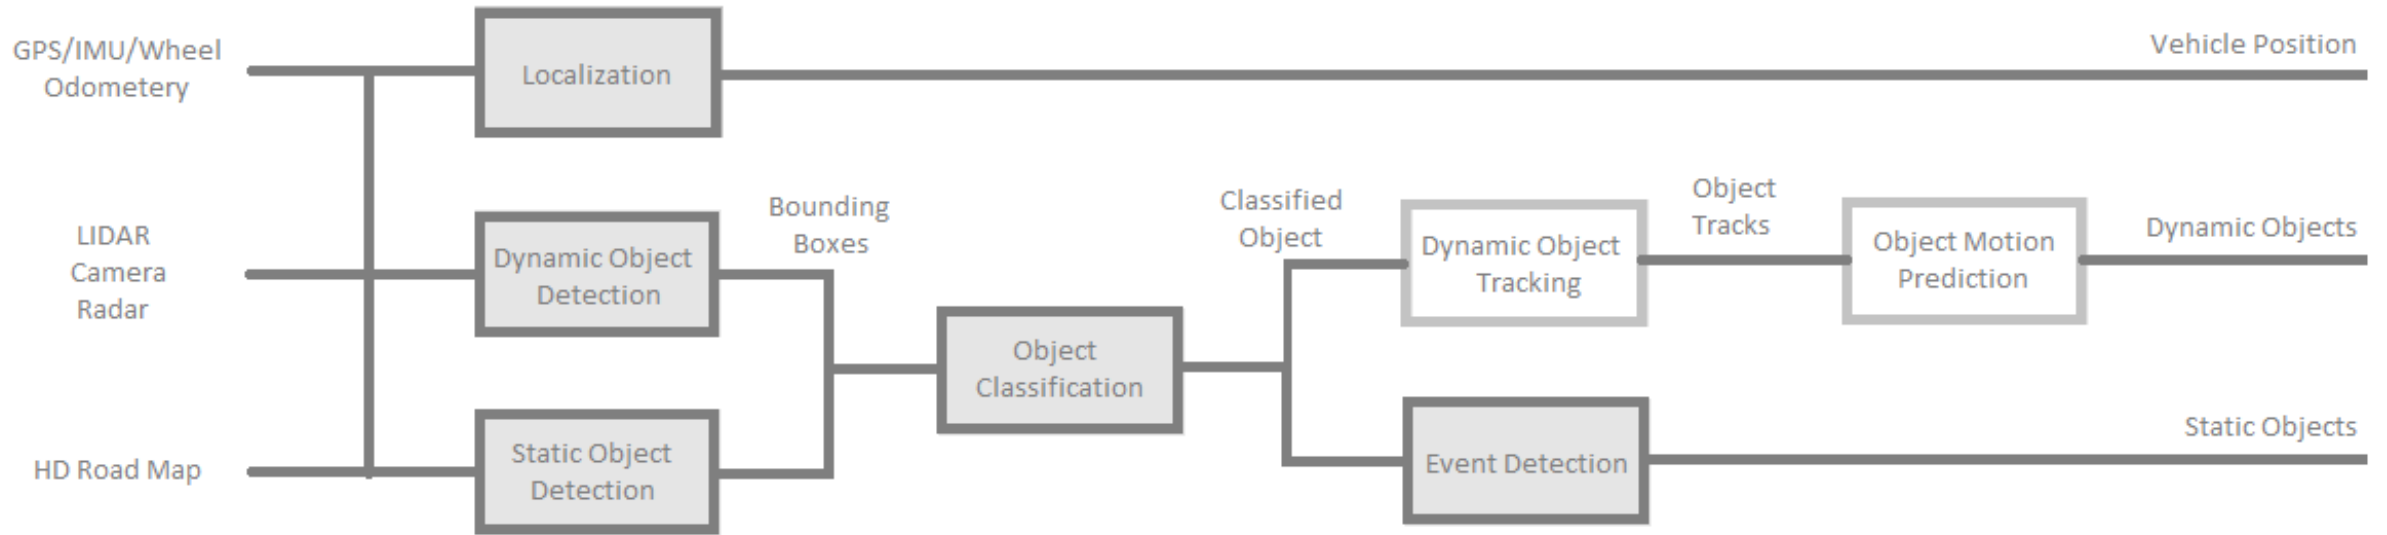 GPS/IMU/Wheel
Odometery
Localization
Vehicle Position
LIDAR
Camera
Radar
Dynamic Object
Detection
Bounding
Boxes
Classified
Object
Dynamic Object
Tracking
Object
Tracks
Object Motion
Prediction
Dynamic Objects
Object
Classification
HD Road Map
Static Object
Detection
Event Detection
Static Objects